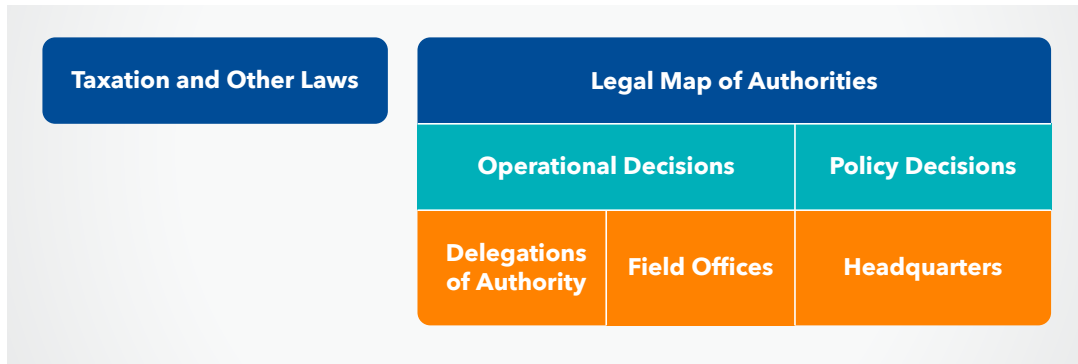 Taxation and Other Laws
Legal Map of Authorities
Operational Decisions
Policy Decisions
Delegations
of Authority
Field Offices
Headquarters